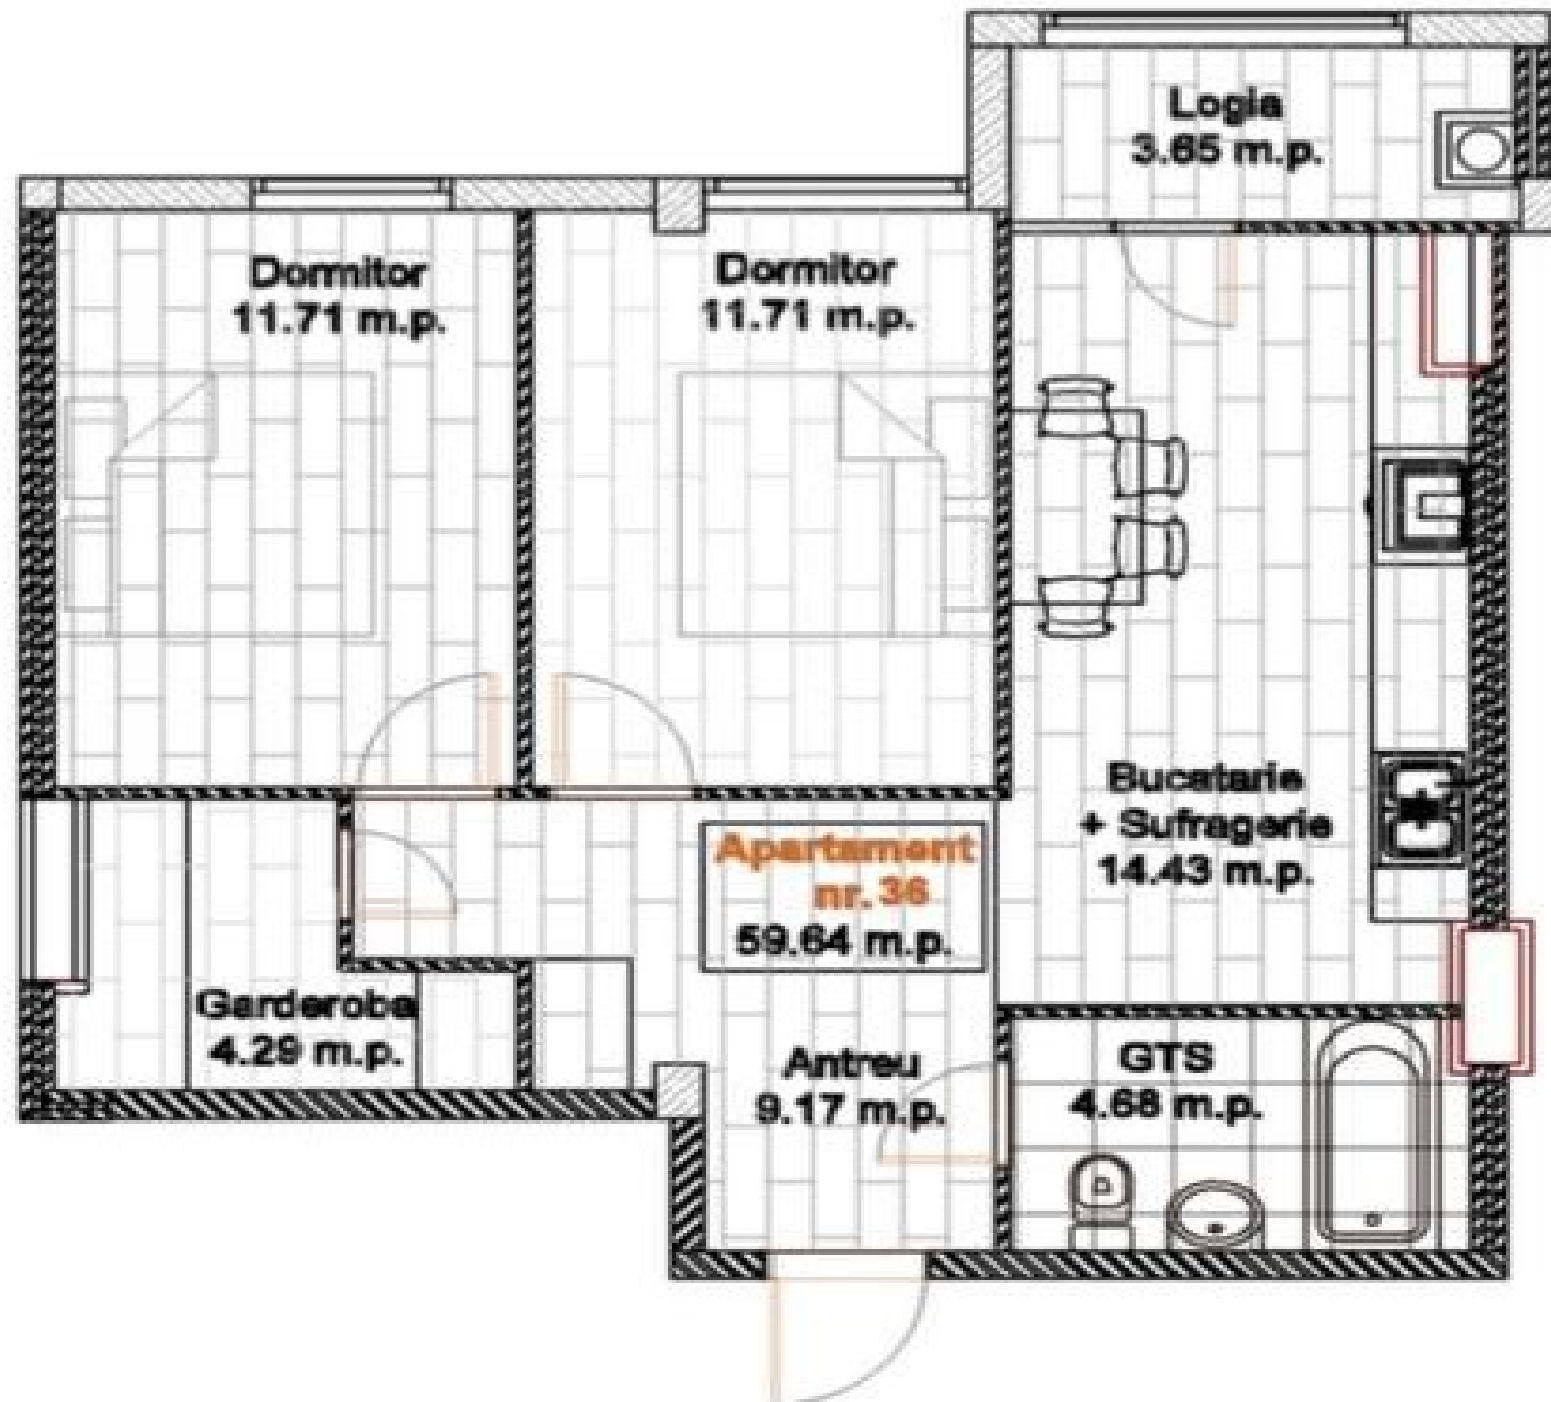 Logia
3.65 m.p.
Dormitor
11.71 m.p.
Dormitor
11.71 m.p.
Bucatarie
+ Sufragerie
14.43 m.p.
Apartament
nr. 36
59.64 m.p.
Garderoba
4.29 m.p.
Antreu
9.17 m.p.
GTS
4.68 m.p.